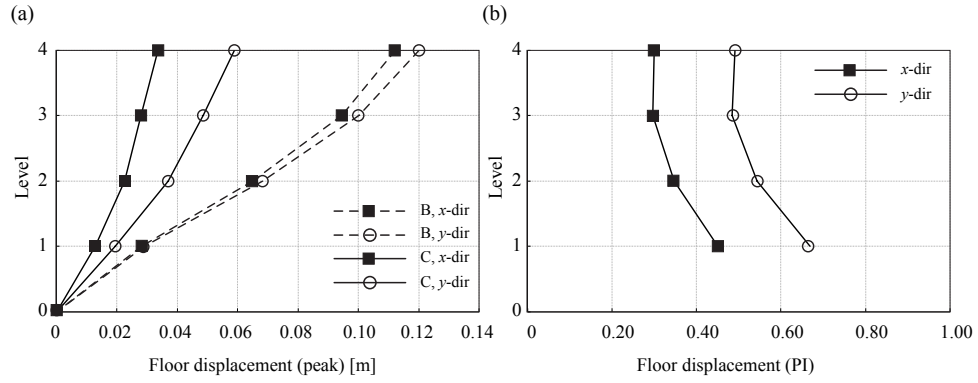 (a)
4
3
2
1
0
Level
B, x-dir
B, y-dir
C, x-dir
C, y-dir
0 0.02 0.04 0.06 0.08 0.10 0.12 0.14
Floor displacement (peak) [m]
(b)
4
3
2
1
0
Level
x-dir
y-dir
0 0.20 0.40 0.60 0.80 1.00
Floor displacement (PI)